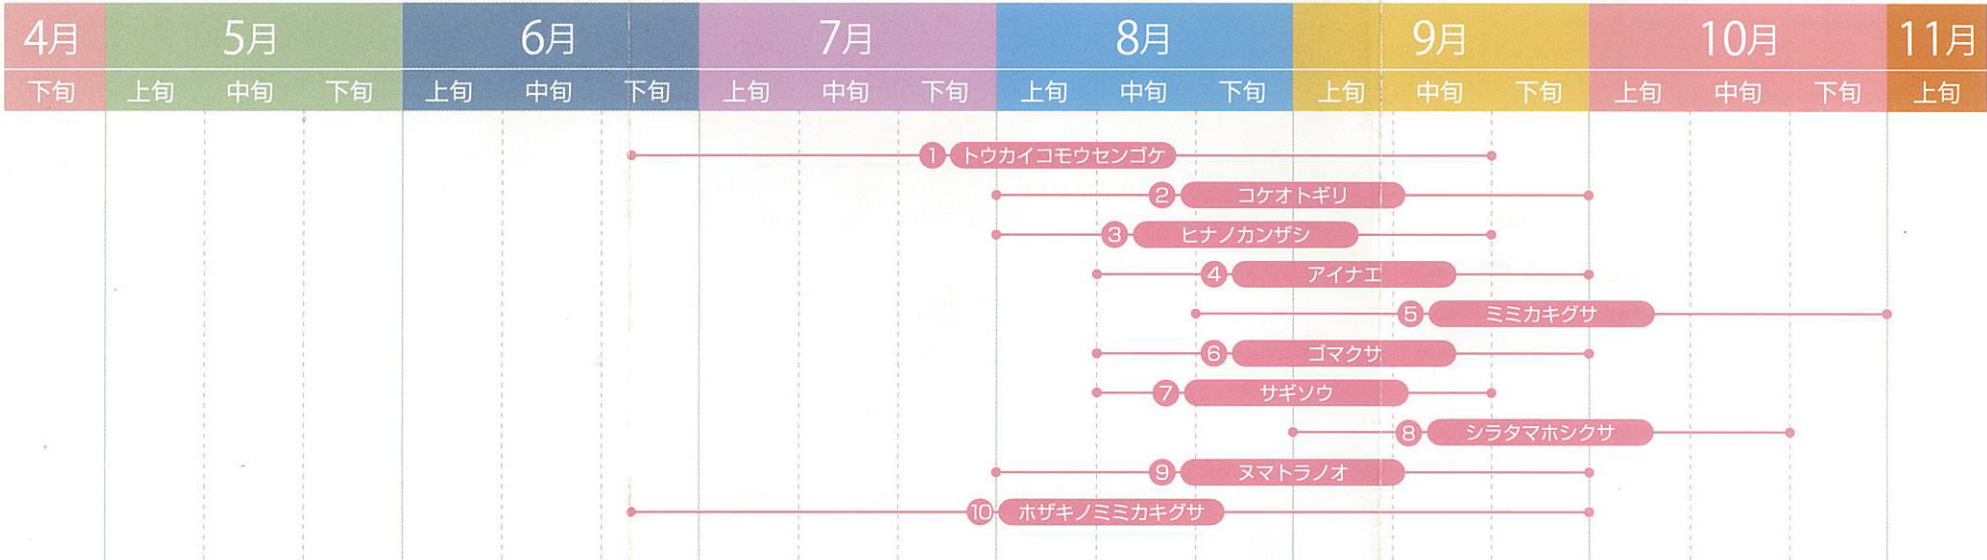 4月 5月 6月 7月 8月 9月 10月 11月
下旬 上旬 中旬 下旬 上旬 中旬 下旬 上旬 中旬 下旬 上旬 中旬 下旬 上旬 中旬 下旬 上旬 中旬 下旬 上旬
① トウカイコモウセンゴケ
② コケオトギリ
③ ヒナノカンザシ
④ アイナエ
⑤ ミミカキグサ
⑥ ゴマクサ
⑦ サギソウ
⑧ シラタマホシクサ
⑨ ヌマトラノオ
⑩ ホザキノミミカキグサ